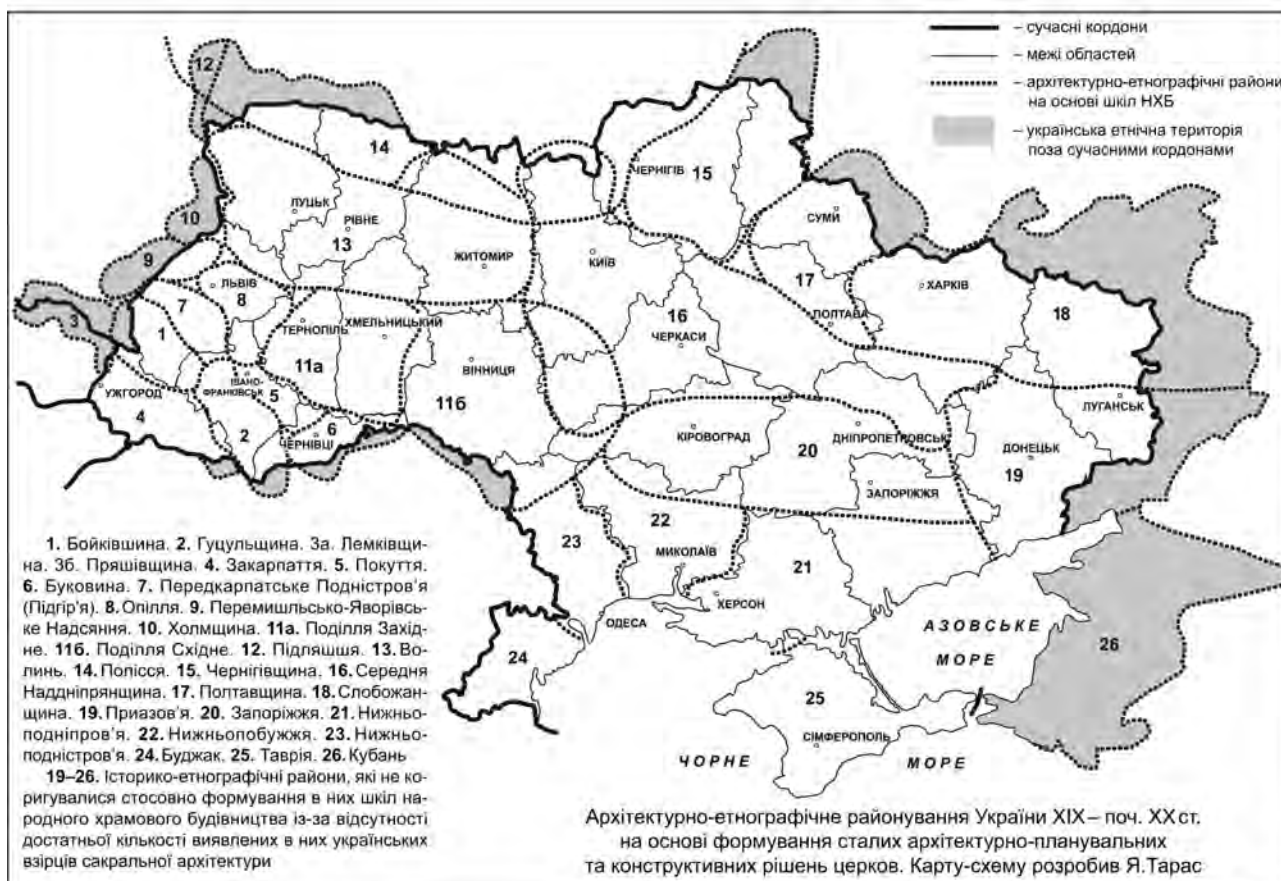 – сучасні кордони
– межі областей
– архітектурно-етнографічні райони
на основі шкіл НХБ
– українська етнічна територія
поза сучасними кордонами
12
14
ЧЕРНІГІВ
15
10
ЛУЦЬК
РІВНЕ
13
СУМИ
9
ЖИТОМИР
КИЇВ
ЛЬВІВ
8
7
17
ХАРКІВ
3
1
ТЕРНОПІЛЬ
ХМЕЛЬНИЦЬКИЙ
16
ЧЕРКАСИ
ПОЛТАВА
18
11а
ВІННИЦЯ
УЖГОРОД
ІВАНО-
ФРАНКІВСЬК
5
4
11б
ЛУГАНСЬК
2
6
ЧЕРНІВЦІ
КІРОВОГРАД
ДНІПРОПЕТРОВСЬК
20
ДОНЕЦЬК
19
ЗАПОРІЖЖЯ
23
22
МИКОЛАЇВ
21
ХЕРСОН
ОДЕСА
АЗОВСЬКЕ
МОРЕ
26
24
25
СІМФЕРОПОЛЬ
ЧОРНЕ
МОРЕ
1. Бойківшина. 2. Гуцульщина. 3а. Лемківщи-
на. 3б. Пряшівщина. 4. Закарпаття. 5. Покуття.
6. Буковина. 7. Передкарпатське Подністров'я
(Підгір'я). 8. Опілля. 9. Перемишльсько-Яворівсь-
ке Надсяння. 10. Холмщина. 11а. Поділля Захід-
не. 11б. Поділля Східне. 12. Підляшшя. 13. Во-
линь. 14. Полісся. 15. Чернігівщина. 16. Середня
Наддніпрянщина. 17. Полтавщина. 18. Слобожан-
щина. 19. Приазов'я. 20. Запоріжжя. 21. Нижньо-
подніпров'я. 22. Нижньопобужжя. 23. Нижньо-
подністров'я. 24. Буджак. 25. Таврія. 26. Кубань
19–26. Історико-етнографічні райони, які не ко-
ригувалися стосовно формування в них шкіл на-
родного храмового будівництва із-за відсутності
достатньої кількості виявлених в них українських
взірців сакральної архітектури
Архітектурно-етнографічне районування України XIX – поч. XX ст.
на основі формування сталих архітектурно-планувальних
та конструктивних рішень церков. Карту-схему розробив Я.Тарас